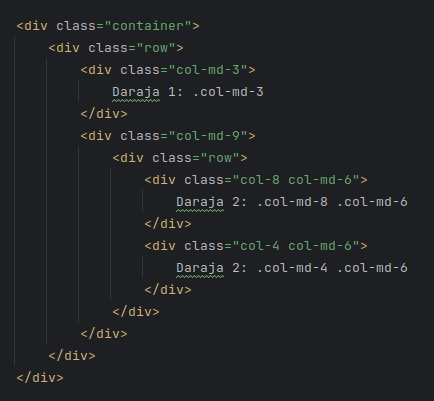 <div class="container">
<div class="row">
<div class="col-md-3">
Daraja 1: .col-md-3
</div>
<div class="col-md-9">
<div class="row">
<div class="col-8 col-md-6">
Daraja 2: .col-md-8 .col-md-6
</div>
<div class="col-4 col-md-6">
Daraja 2: .col-md-4 .col-md-6
</div>
</div>
</div>
</div>
</div>